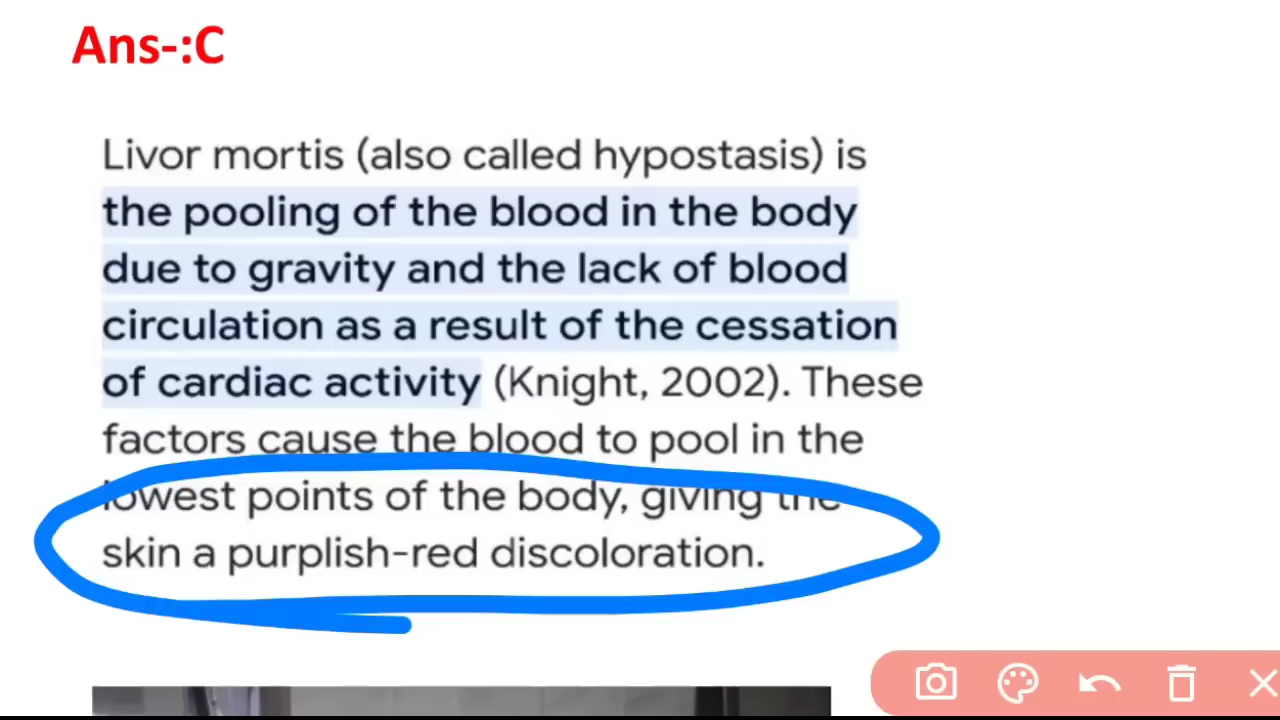 Ans-:C
Livor mortis (also called hypostasis) is
the pooling of the blood in the body
due to gravity and the lack of blood
circulation as a result of the cessation
of cardiac activity (Knight, 2002). These
factors cause the blood to pool in the
lowest points of the body, giving the
skin a purplish-red discoloration.